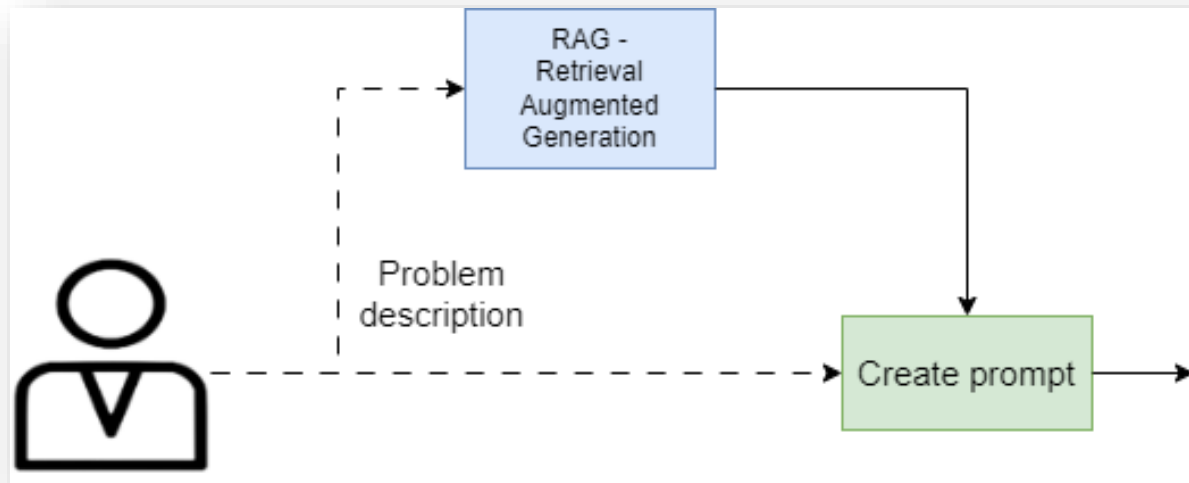 RAG -
Retrieval
Augmented
Generation
Problem
description
Create prompt